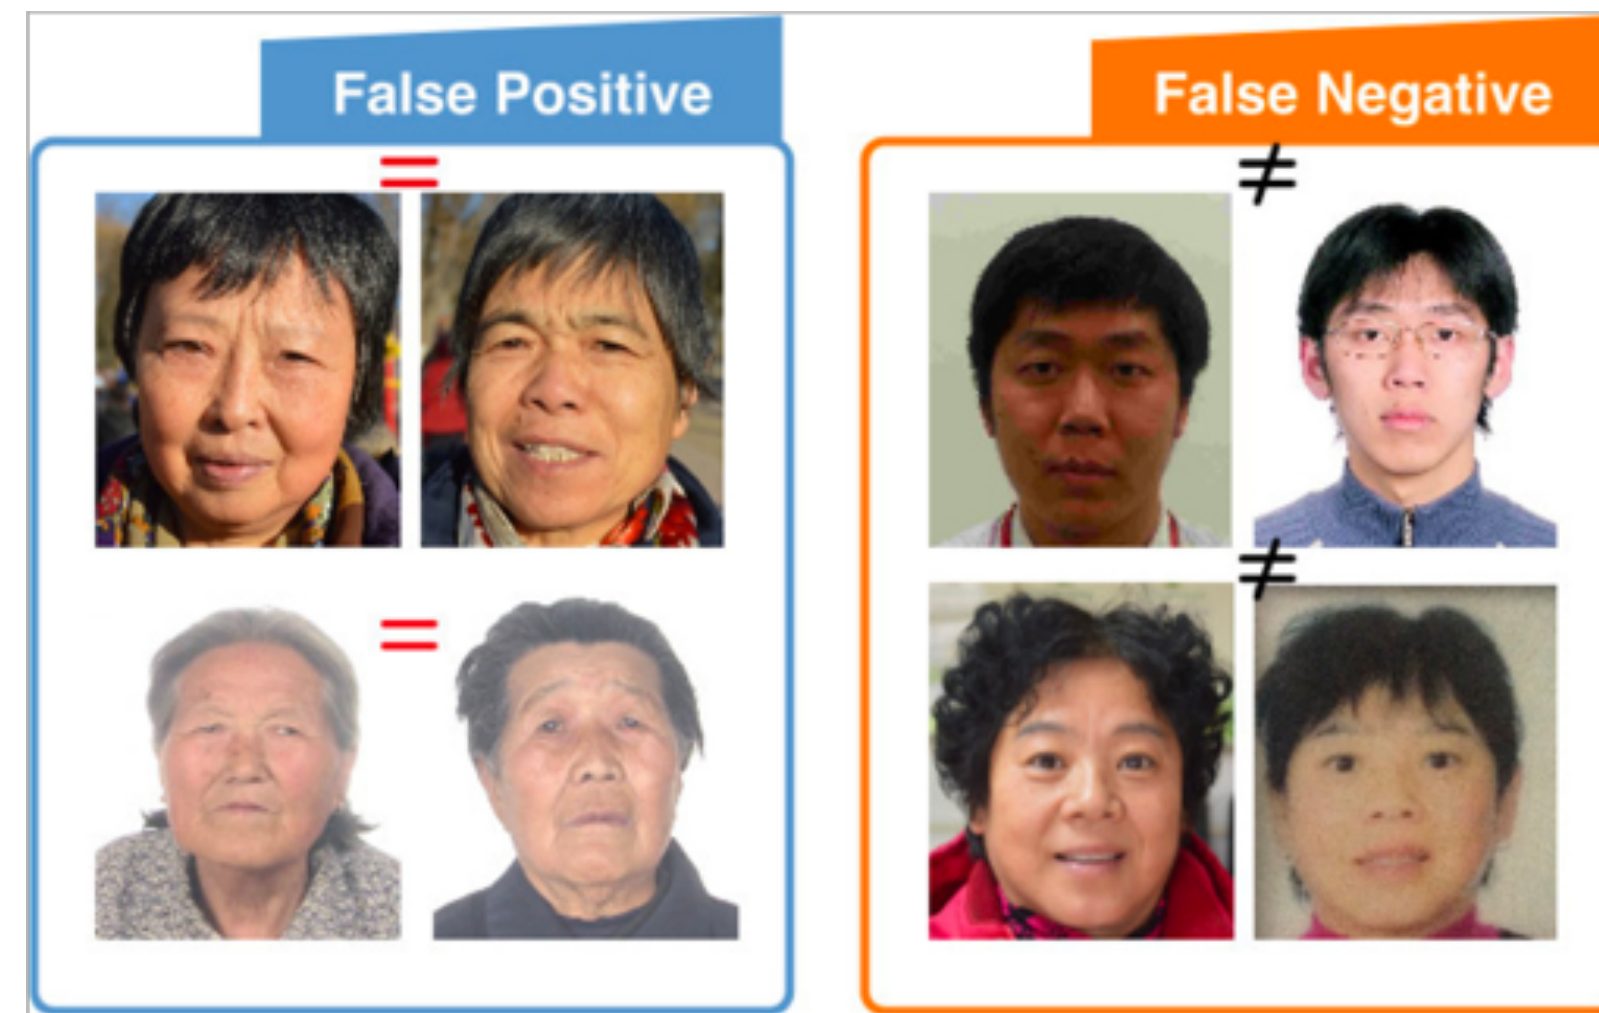 False Positive
False Negative
=
≠
=
≠